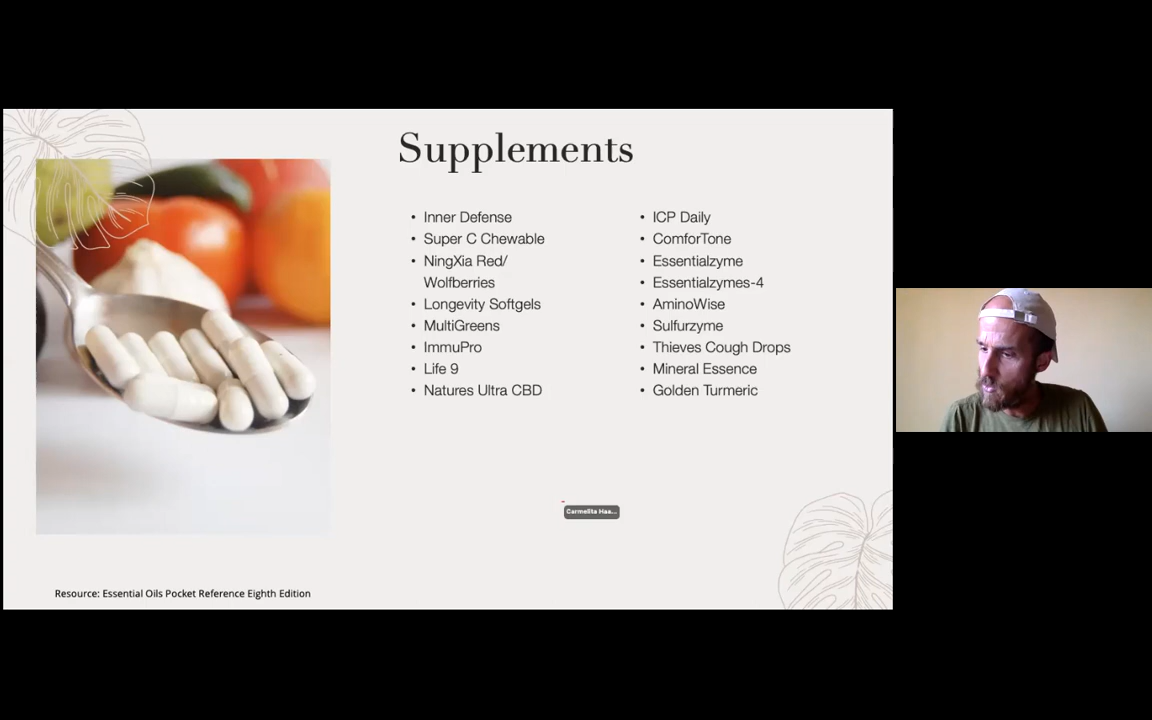 Supplements
• Inner Defense
• Super C Chewable
• NingXia Red/
Wolfberries
• Longevity Softgels
• MultiGreens
• ImmuPro
• Life 9
• Natures Ultra CBD
• ICP Daily
• ComforTone
• Essentialzyme
• Essentialzymes-4
• AminoWise
• Sulfurzyme
• Thieves Cough Drops
• Mineral Essence
• Golden Turmeric
Carmelita Haa...
Resource: Essential Oils Pocket Reference Eighth Edition